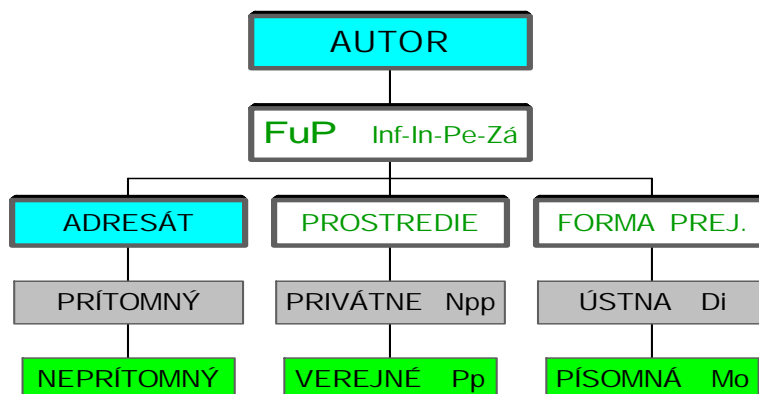 AUTOR
FuP Inf-In-Pe-Zá
ADRESÁT PROSTREDIE FORMA PREJ.
PRÍTOMNÝ PRIVÁTNE Npp ÚSTNA Di
NEPRÍTOMNÝ VEREJNÉ Pp PÍSOMNÁ Mo